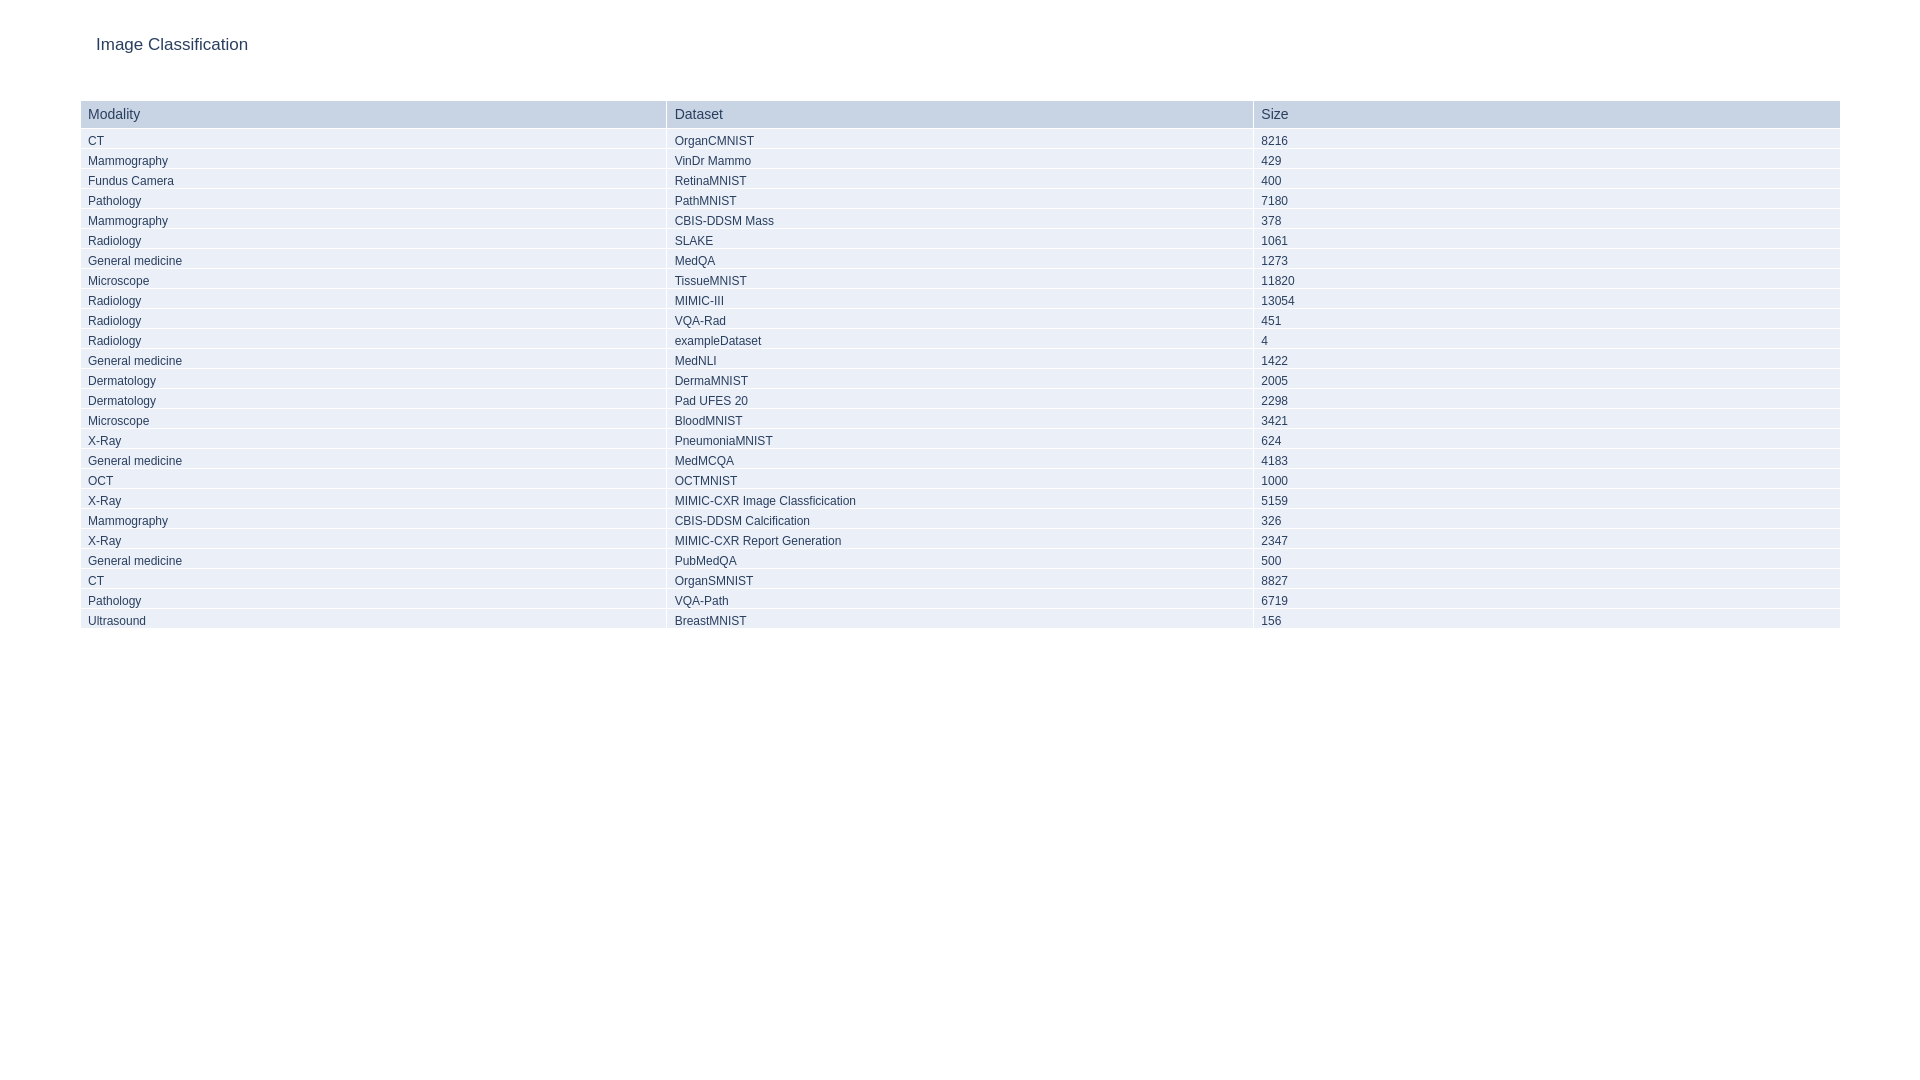 Image Classification
Modality Dataset Size
CT OrganCMNIST 8216
Mammography VinDr Mammo 429
Fundus Camera RetinaMNIST 400
Pathology PathMNIST 7180
Mammography CBIS-DDSM Mass 378
Radiology SLAKE 1061
General medicine MedQA 1273
Microscope TissueMNIST 11820
Radiology MIMIC-III 13054
Radiology VQA-Rad 451
Radiology exampleDataset 4
General medicine MedNLI 1422
Dermatology DermaMNIST 2005
Dermatology Pad UFES 20 2298
Microscope BloodMNIST 3421
X-Ray PneumoniaMNIST 624
General medicine MedMCQA 4183
OCT OCTMNIST 1000
X-Ray MIMIC-CXR Image Classficication 5159
Mammography CBIS-DDSM Calcification 326
X-Ray MIMIC-CXR Report Generation 2347
General medicine PubMedQA 500
CT OrganSMNIST 8827
Pathology VQA-Path 6719
Ultrasound BreastMNIST 156